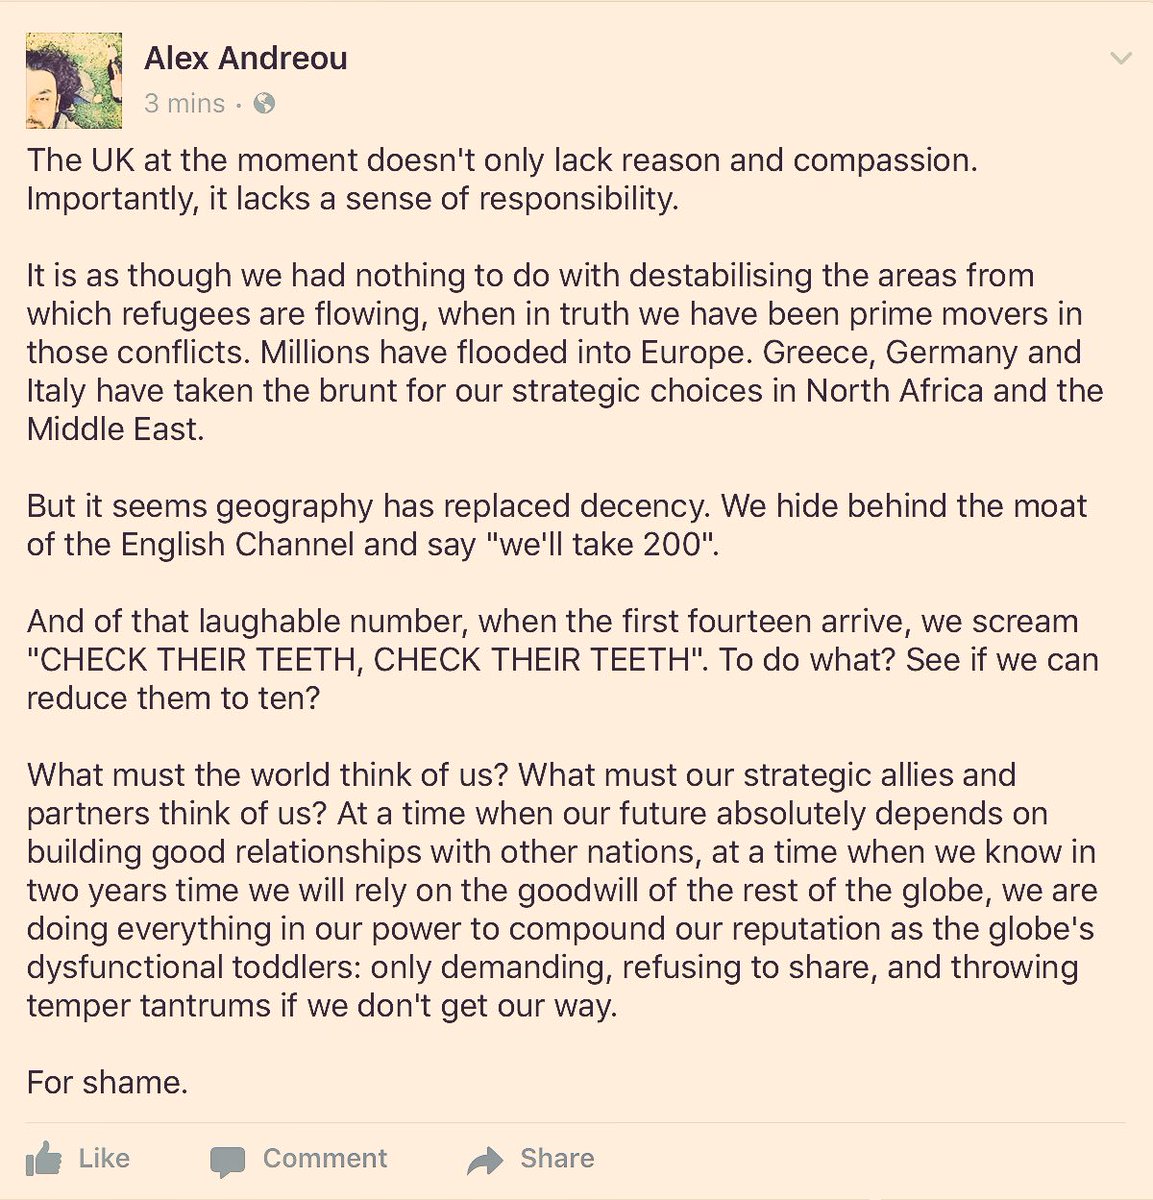 Alex Andreou
3 mins ·
The UK at the moment doesn't only lack reason and compassion.
Importantly, it lacks a sense of responsibility.
It is as though we had nothing to do with destabilising the areas from
which refugees are flowing, when in truth we have been prime movers in
those conflicts. Millions have flooded into Europe. Greece, Germany and
Italy have taken the brunt for our strategic choices in North Africa and the
Middle East.
But it seems geography has replaced decency. We hide behind the moat
of the English Channel and say "we'll take 200".
And of that laughable number, when the first fourteen arrive, we scream
"CHECK THEIR TEETH, CHECK THEIR TEETH". To do what? See if we can
reduce them to ten?
What must the world think of us? What must our strategic allies and
partners think of us? At a time when our future absolutely depends on
building good relationships with other nations, at a time when we know in
two years time we will rely on the goodwill of the rest of the globe, we are
doing everything in our power to compound our reputation as the globe's
dysfunctional toddlers: only demanding, refusing to share, and throwing
temper tantrums if we don't get our way.
For shame.
Like Comment Share